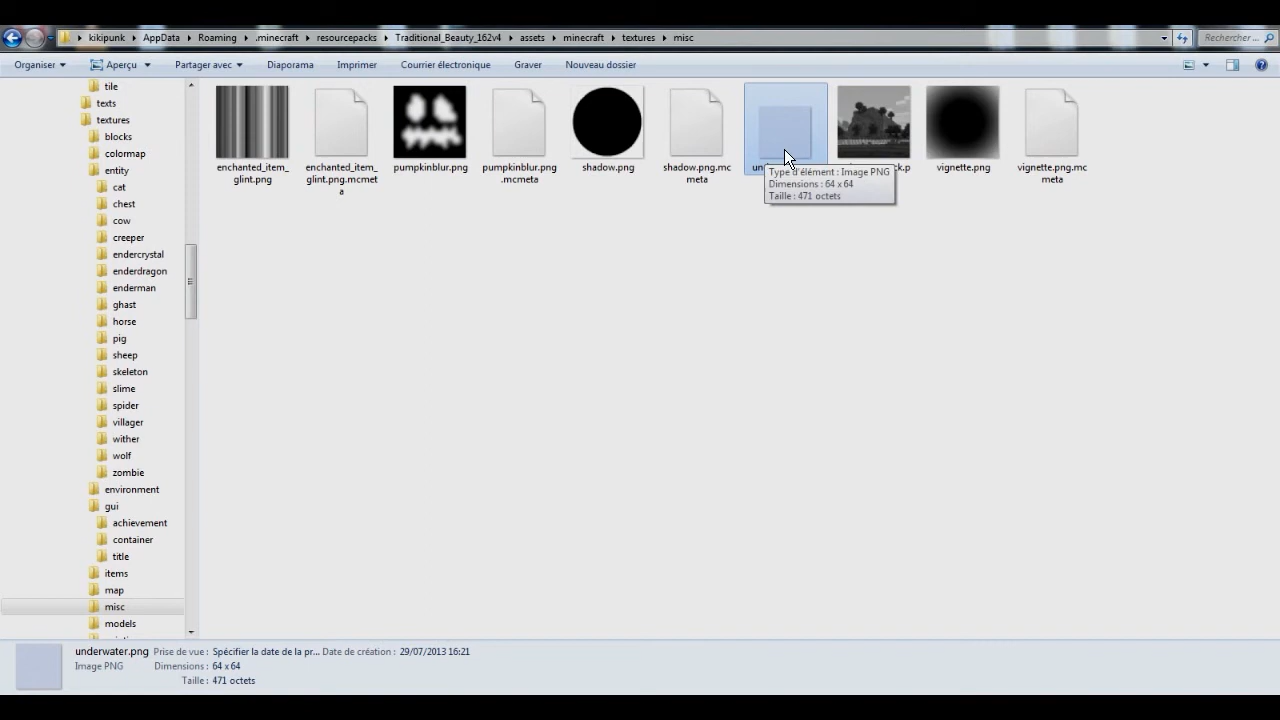 kikipunk AppData Roaming .minecraft resourcepacks Traditional_Beauty_162v4 assets minecraft textures misc Rechercher ...
Organiser Aperçu Partager avec Diaporama Imprimer Courrier électronique Graver Nouveau dossier
tile
texts
textures
blocks
colormap
entity
cat
chest
cow
creeper
endercrystal
enderdragon
enderman
ghast
horse
pig
sheep
skeleton
slime
spider
villager
wither
wolf
zombie
environment
gui
achievement
container
title
items
map
misc
models
enchanted_item_
glint.png
enchanted_item_
glint.png.mcmet
a
pumpkinblur.png
pumpkinblur.png
.mcmeta
shadow.png
shadow.png.mc
meta
vignette.png
vignette.png.mc
meta
Type d'élément : Image PNG
Dimensions : 64 x 64
Taille : 471 octets
underwater.png Prise de vue : Spécifier la date de la pr... Date de création : 29/07/2013 16:21
Image PNG Dimensions : 64 x 64
Taille : 471 octets